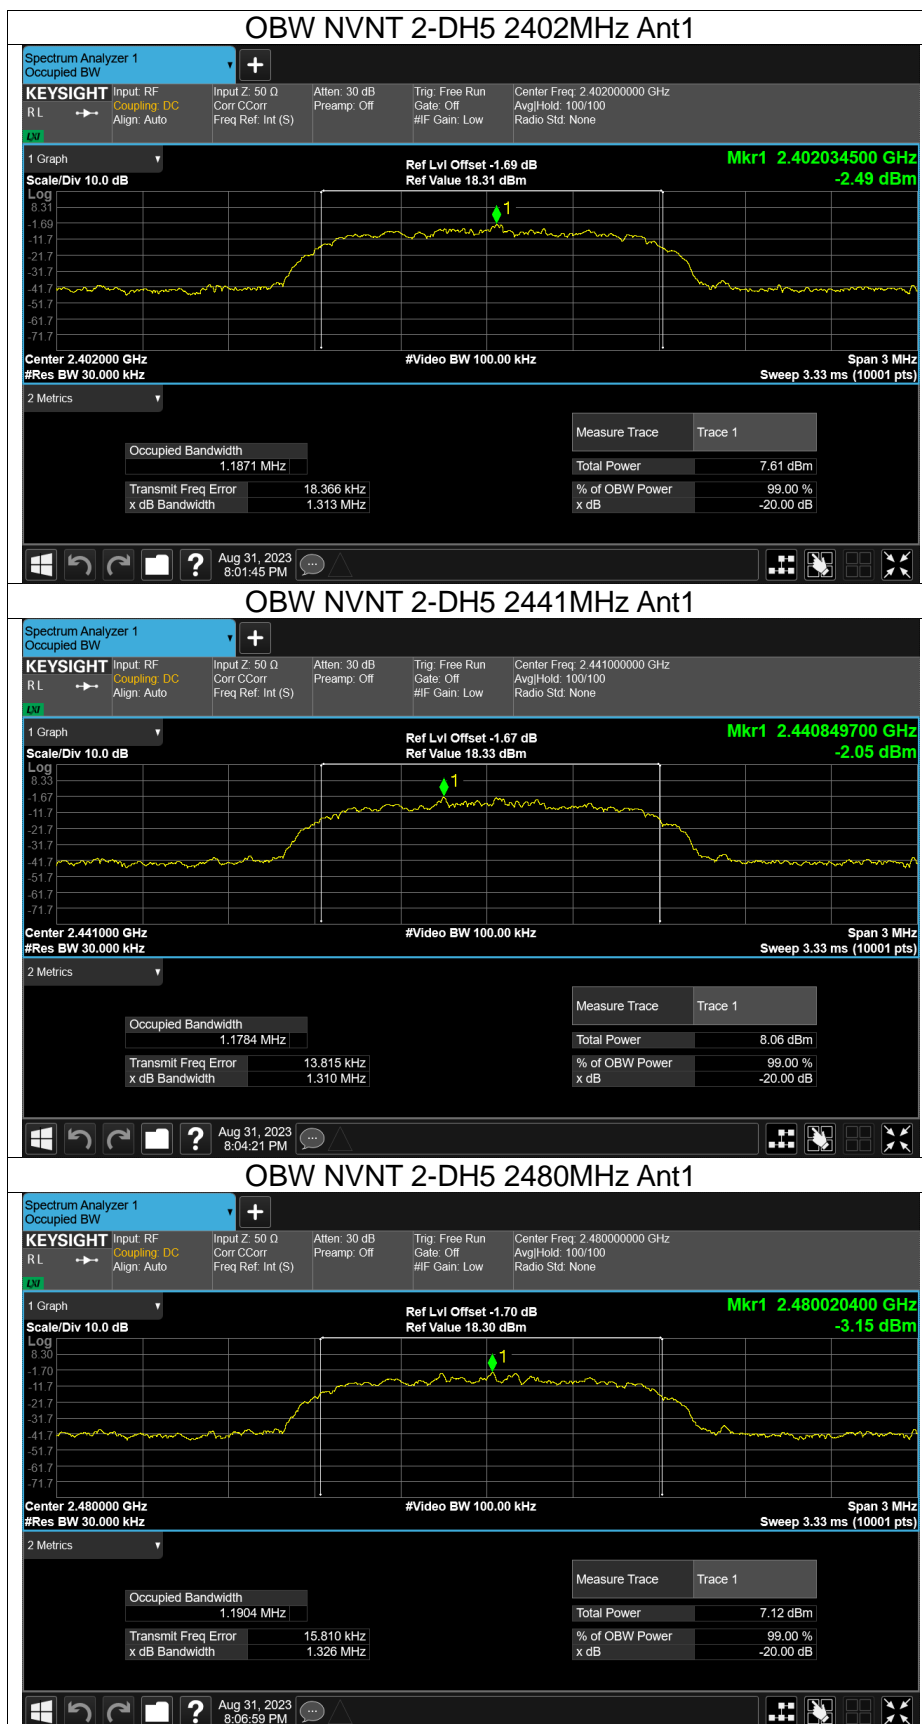 OBW NVNT 2-DH5 2402MHz Ant1
Spectrum Analyzer 1
Occupied BW
KEYSIGHT Input: RF Input Z: 50 Ω Atten: 30 dB Trig: Free Run Center Freq: 2.402000000 GHz
R L Coupling: DC Corr CCorr Preamp: Off Gate: Off Avg|Hold: 100/100
Align: Auto Freq Ref: Int (S) #IF Gain: Low Radio Std: None
LXI
1 Graph Ref Lvl Offset -1.69 dB Mkr1 2.402034500 GHz
Scale/Div 10.0 dB Ref Value 18.31 dBm -2.49 dBm
Log
8.31
1
-1.69
-11.7
-21.7
-31.7
-41.7
-51.7
-61.7
-71.7
Center 2.402000 GHz #Video BW 100.00 kHz Span 3 MHz
#Res BW 30.000 kHz Sweep 3.33 ms (10001 pts)
2 Metrics
Measure Trace Trace 1
Occupied Bandwidth
1.1871 MHz Total Power 7.61 dBm
Transmit Freq Error 18.366 kHz % of OBW Power 99.00 %
x dB Bandwidth 1.313 MHz x dB -20.00 dB
? Aug 31, 2023
8:01:45 PM
OBW NVNT 2-DH5 2441MHz Ant1
Spectrum Analyzer 1
Occupied BW
KEYSIGHT Input: RF Input Z: 50 Ω Atten: 30 dB Trig: Free Run Center Freq: 2.441000000 GHz
R L Coupling: DC Corr CCorr Preamp: Off Gate: Off Avg|Hold: 100/100
Align: Auto Freq Ref: Int (S) #IF Gain: Low Radio Std: None
LXI
1 Graph Ref Lvl Offset -1.67 dB Mkr1 2.440849700 GHz
Scale/Div 10.0 dB Ref Value 18.33 dBm -2.05 dBm
Log
8.33
1
-1.67
-11.7
-21.7
-31.7
-41.7
-51.7
-61.7
-71.7
Center 2.441000 GHz #Video BW 100.00 kHz Span 3 MHz
#Res BW 30.000 kHz Sweep 3.33 ms (10001 pts)
2 Metrics
Measure Trace Trace 1
Occupied Bandwidth
1.1784 MHz Total Power 8.06 dBm
Transmit Freq Error 13.815 kHz % of OBW Power 99.00 %
x dB Bandwidth 1.310 MHz x dB -20.00 dB
? Aug 31, 2023
8:04:21 PM
OBW NVNT 2-DH5 2480MHz Ant1
Spectrum Analyzer 1
Occupied BW
KEYSIGHT Input: RF Input Z: 50 Ω Atten: 30 dB Trig: Free Run Center Freq: 2.480000000 GHz
R L Coupling: DC Corr CCorr Preamp: Off Gate: Off Avg|Hold: 100/100
Align: Auto Freq Ref: Int (S) #IF Gain: Low Radio Std: None
LXI
1 Graph Ref Lvl Offset -1.70 dB Mkr1 2.480020400 GHz
Scale/Div 10.0 dB Ref Value 18.30 dBm -3.15 dBm
Log
8.30
1
-1.70
-11.7
-21.7
-31.7
-41.7
-51.7
-61.7
-71.7
Center 2.480000 GHz #Video BW 100.00 kHz Span 3 MHz
#Res BW 30.000 kHz Sweep 3.33 ms (10001 pts)
2 Metrics
Measure Trace Trace 1
Occupied Bandwidth
1.1904 MHz Total Power 7.12 dBm
Transmit Freq Error 15.810 kHz % of OBW Power 99.00 %
x dB Bandwidth 1.326 MHz x dB -20.00 dB
? Aug 31, 2023
8:06:59 PM